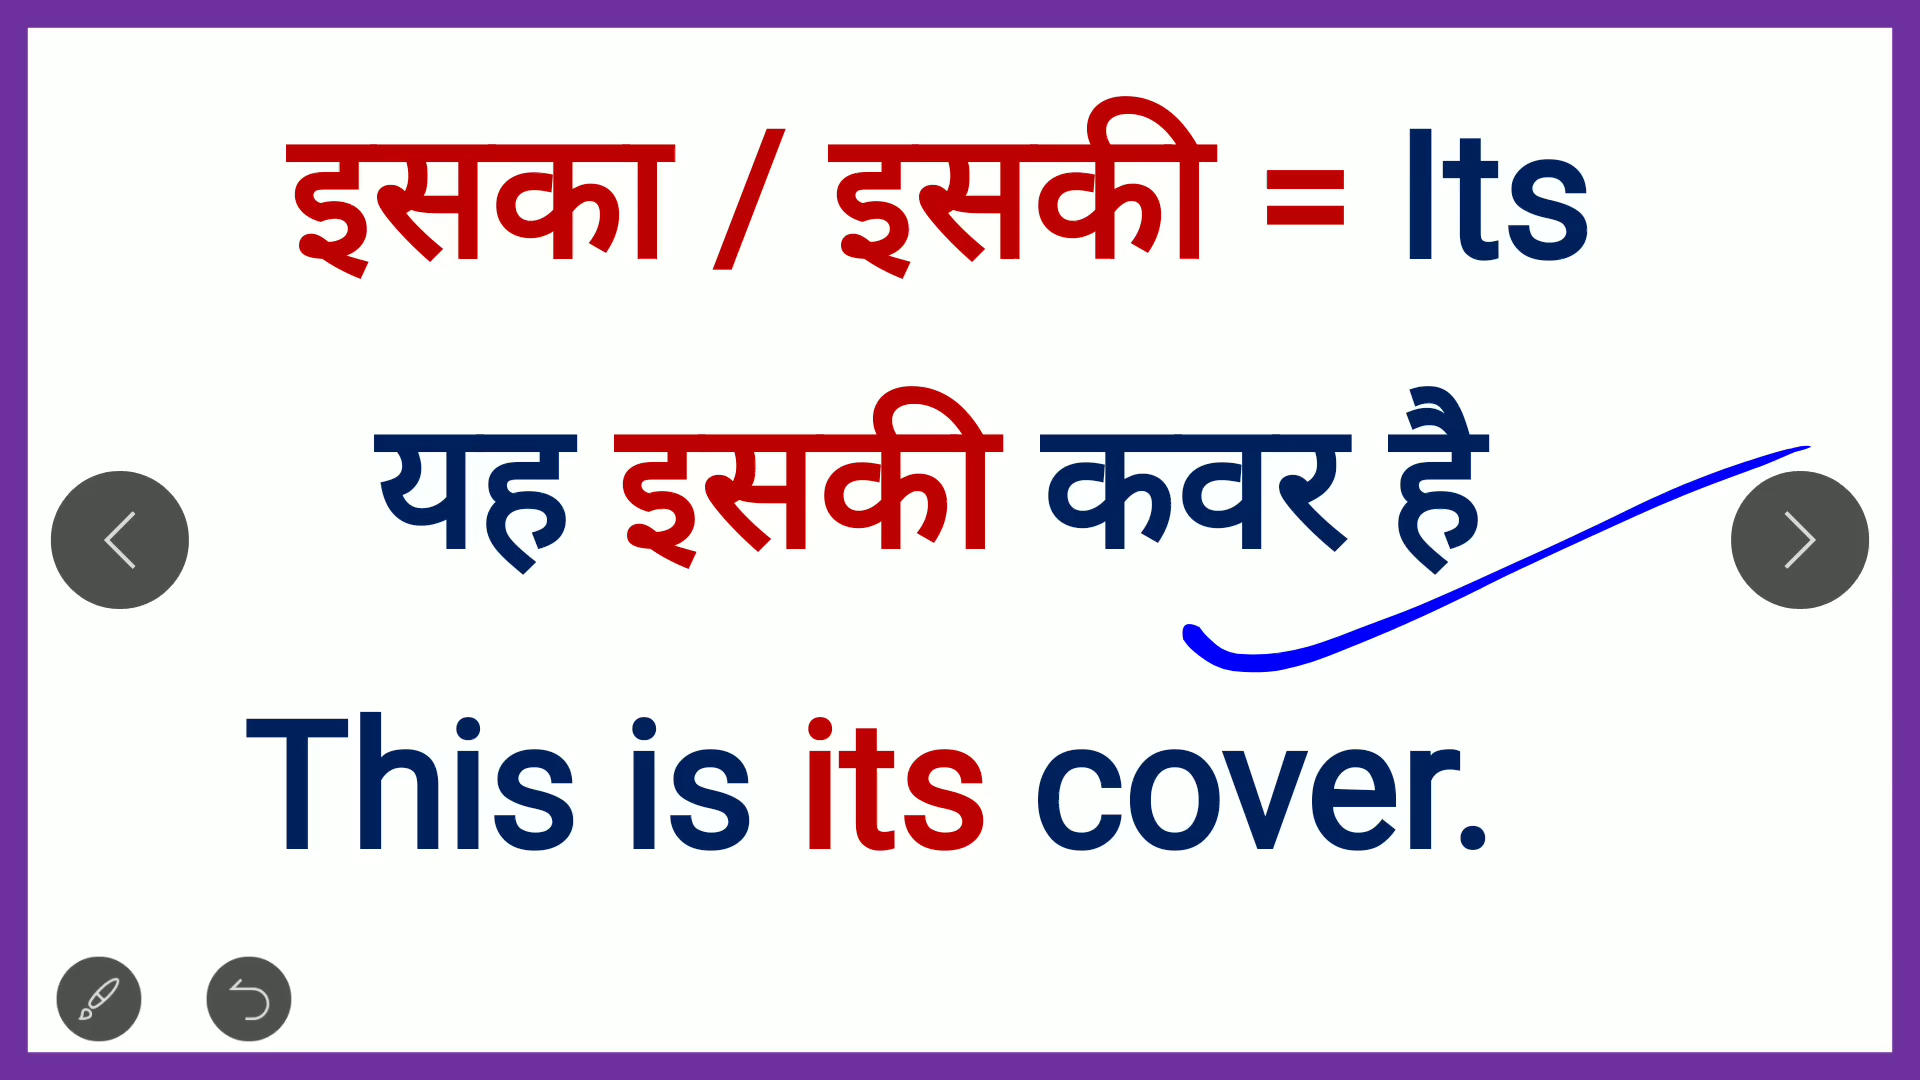 इसका / इसकी = Its
यह इसकी कवर है
This is its cover.